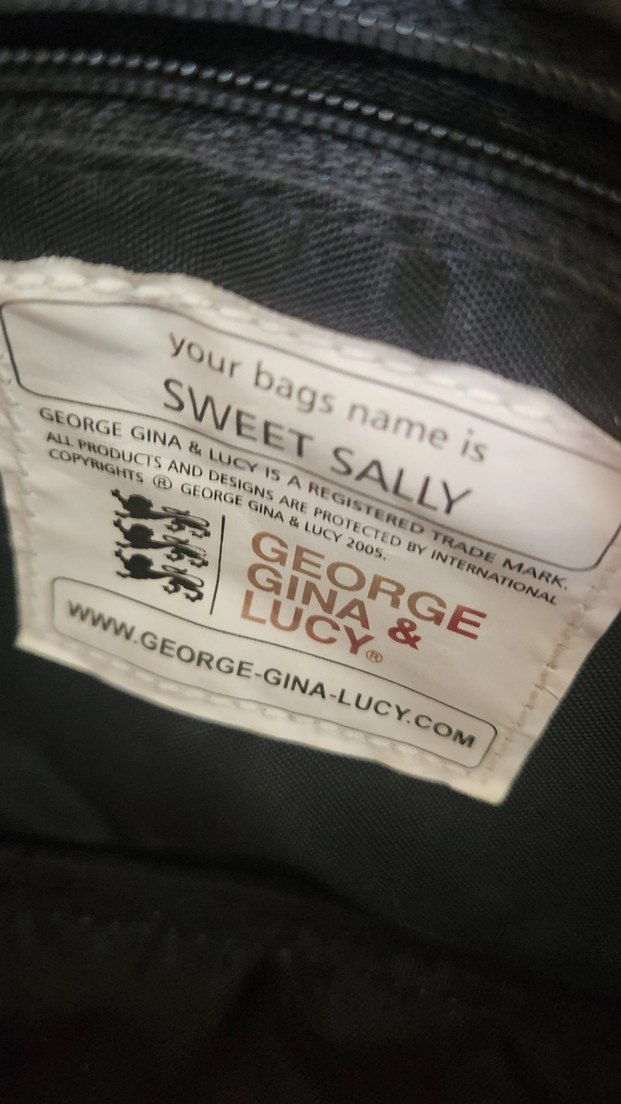 your bags name is
SWEET SALLY
GEORGE GINA & LUCY IS A REGISTERED TRADE MARK.
ALL PRODUCTS AND DESIGNS ARE PROTECTED BY INTERNATIONAL
COPYRIGHTS ® GEORGE GINA & LUCY 2005.
GEORGE
GINA &
LUCY®
WWW.GEORGE-GINA-LUCY.COM